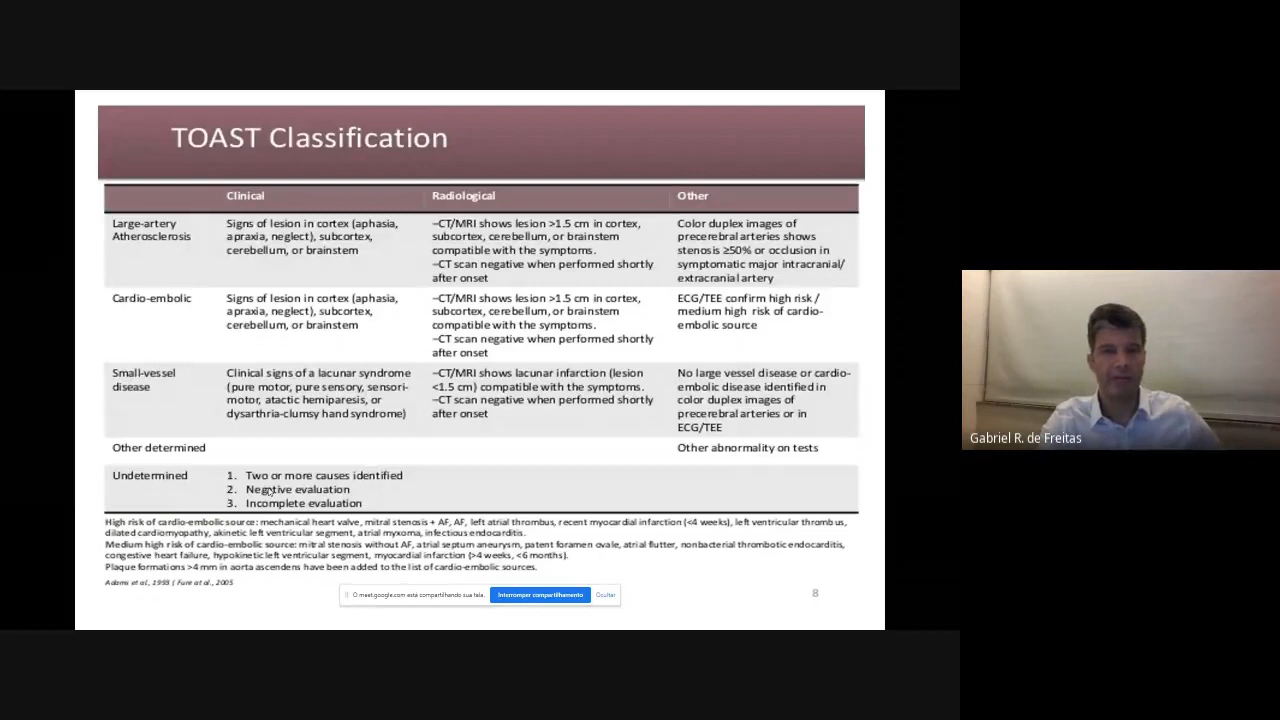 TOAST Classification
Clinical Radiological Other
Large-artery
Atherosclerosis
Signs of lesion in cortex (aphasia,
apraxia, neglect), subcortex,
cerebellum, or brainstem
–CT/MRI shows lesion >1.5 cm in cortex,
subcortex, cerebellum, or brainstem
compatible with the symptoms.
–CT scan negative when performed shortly
after onset
Color duplex images of
precerebral arteries shows
stenosis ≥50% or occlusion in
symptomatic major intracranial/
extracranial artery
Cardio-embolic
Signs of lesion in cortex (aphasia,
apraxia, neglect), subcortex,
cerebellum, or brainstem
–CT/MRI shows lesion >1.5 cm in cortex,
subcortex, cerebellum, or brainstem
compatible with the symptoms.
–CT scan negative when performed shortly
after onset
ECG/TEE confirm high risk /
medium high risk of cardio-
embolic source
Small-vessel
disease
Clinical signs of a lacunar syndrome
(pure motor, pure sensory, sensori-
motor, atactic hemiparesis, or
dysarthria-clumsy hand syndrome)
–CT/MRI shows lacunar infarction (lesion
<1.5 cm) compatible with the symptoms.
–CT scan negative when performed shortly
after onset
No large vessel disease or cardio-
embolic disease identified in
color duplex images of
precerebral arteries or in
ECG/TEE
Other determined
Other abnormality on tests
Undetermined
1. Two or more causes identified
2. Negative evaluation
3. Incomplete evaluation
High risk of cardio-embolic source: mechanical heart valve, mitral stenosis + AF, AF, left atrial thrombus, recent myocardial infarction (<4 weeks), left ventricular thrombus,
dilated cardiomyopathy, akinetic left ventricular segment, atrial myxoma, infectious endocarditis.
Medium high risk of cardio-embolic source: mitral stenosis without AF, atrial septum aneurysm, patent foramen ovale, atrial flutter, nonbacterial thrombotic endocarditis,
congestive heart failure, hypokinetic left ventricular segment, myocardial infarction (>4 weeks, <6 months).
Plaque formations >4 mm in aorta ascendens have been added to the list of cardio-embolic sources.
Adams et al., 1993 ( Fure et al., 2005
O meet.google.com está compartilhando sua tela. Interromper compartilhamento Ocultar
8
Gabriel R. de Freitas